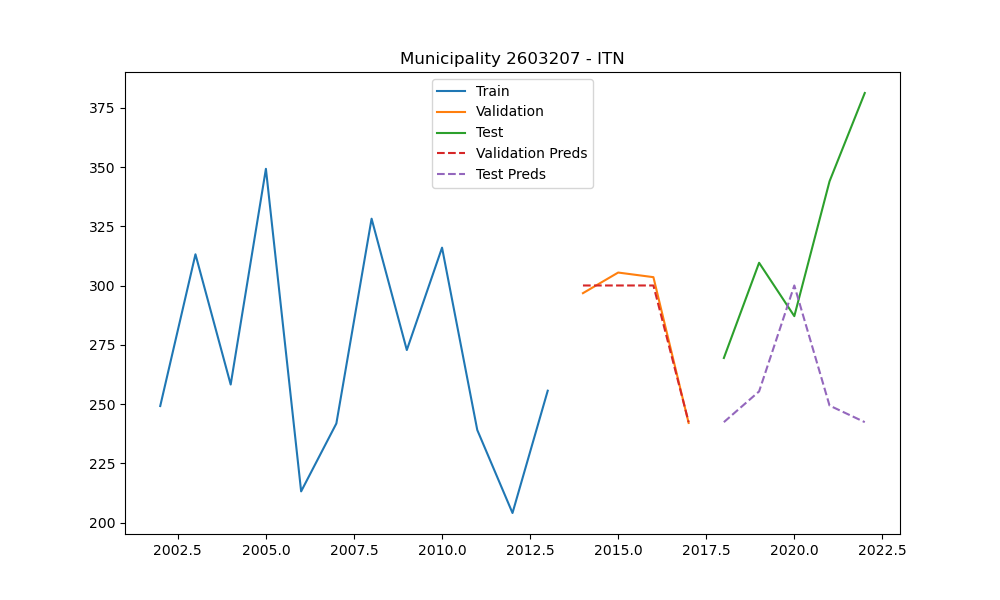 Municipality 2603207 - ITN
Train
Validation
Test
Validation Preds
Test Preds
375
350
325
300
275
250
225
200
2002.5 2005.0 2007.5 2010.0 2012.5 2015.0 2017.5 2020.0 2022.5